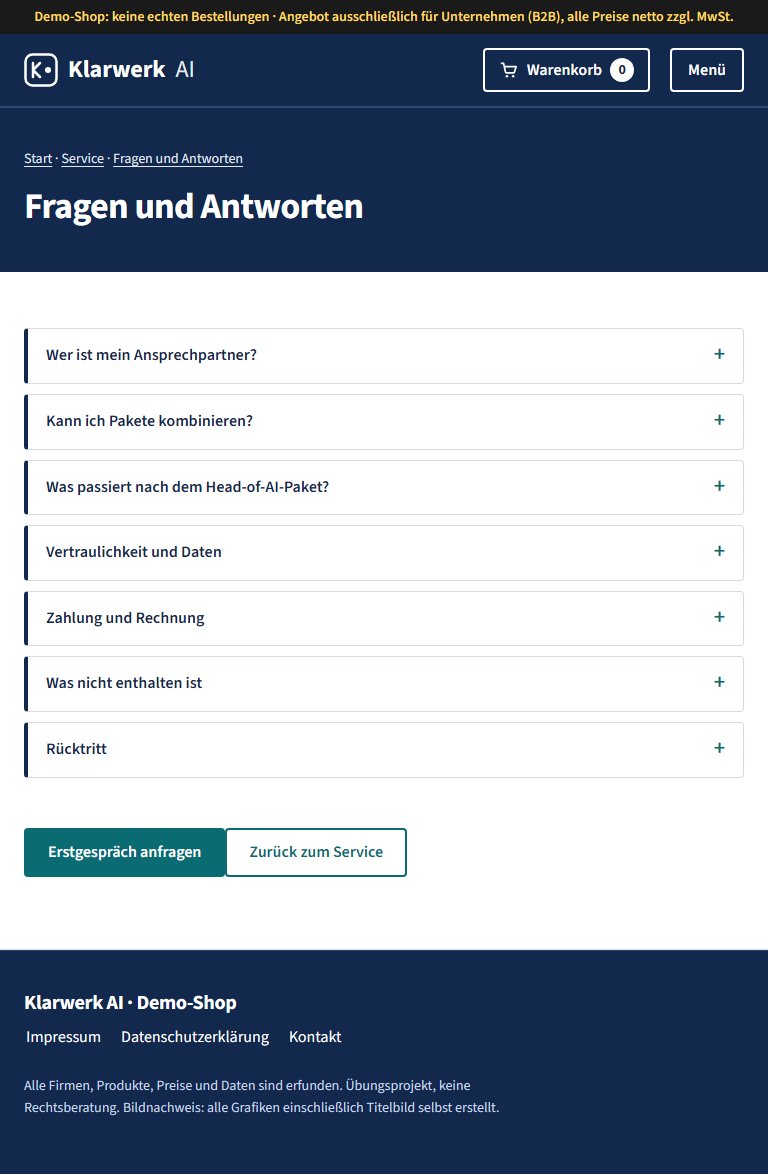 Demo-Shop: keine echten Bestellungen · Angebot ausschließlich für Unternehmen (B2B), alle Preise netto zzgl. MwSt.
K Klarwerk AI
Warenkorb 0
Menü
Start · Service · Fragen und Antworten
Fragen und Antworten
Wer ist mein Ansprechpartner? +
Kann ich Pakete kombinieren? +
Was passiert nach dem Head-of-AI-Paket? +
Vertraulichkeit und Daten +
Zahlung und Rechnung +
Was nicht enthalten ist +
Rücktritt +
Erstgespräch anfragen
Zurück zum Service
Klarwerk AI · Demo-Shop
Impressum Datenschutzerklärung Kontakt
Alle Firmen, Produkte, Preise und Daten sind erfunden. Übungsprojekt, keine
Rechtsberatung. Bildnachweis: alle Grafiken einschließlich Titelbild selbst erstellt.